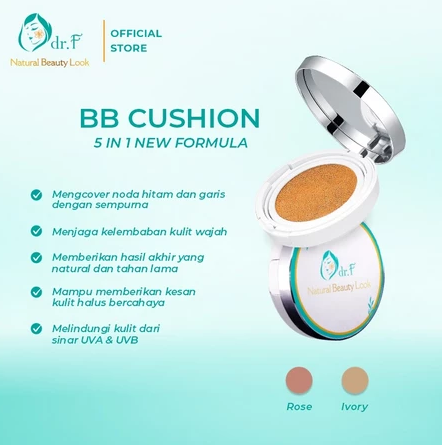 dr.F
Natural Beauty Look
OFFICIAL
STORE
BB CUSHION
5 IN 1 NEW FORMULA
Mengcover noda hitam dan garis
dengan sempurna
Menjaga kelembaban kulit wajah
Memberikan hasil akhir yang
natural dan tahan lama
Mampu memberikan kesan
kulit halus bercahaya
Melindungi kulit dari
sinar UVA & UVB
dr.F
Natural Beauty Look
Rose
Ivory